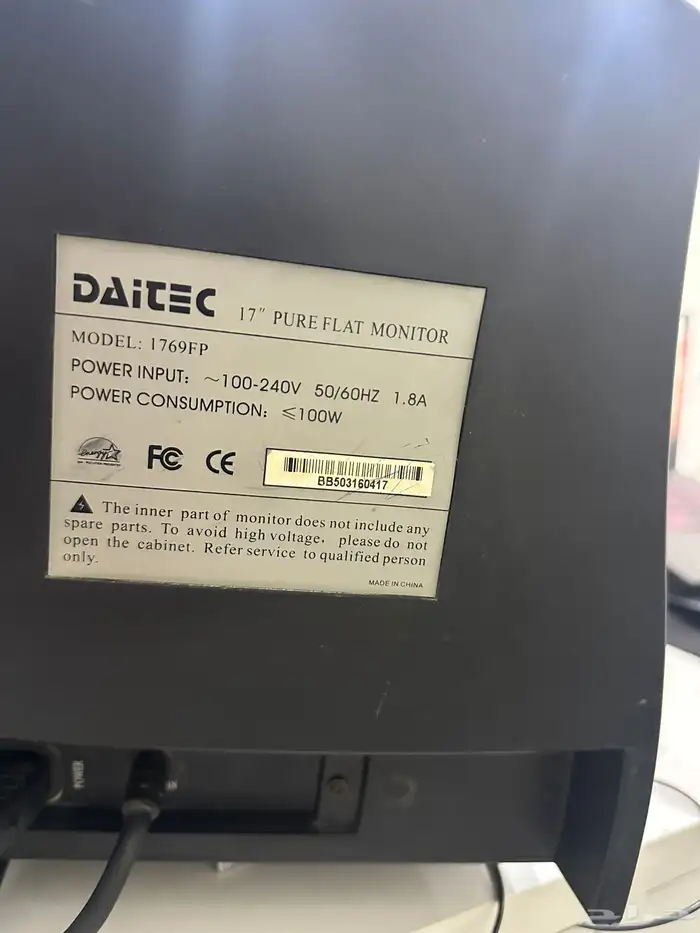 DAiTEC 17" PURE FLAT MONITOR
MODEL: 1769FP
POWER INPUT: ~100-240V 50/60HZ 1.8A
POWER CONSUMPTION: ≤100W
energy FC CE
BB503160417
The inner part of monitor does not include any
spare parts. To avoid high voltage, please do not
open the cabinet. Refer service to qualified person
only.
MADE IN CHINA
POWER